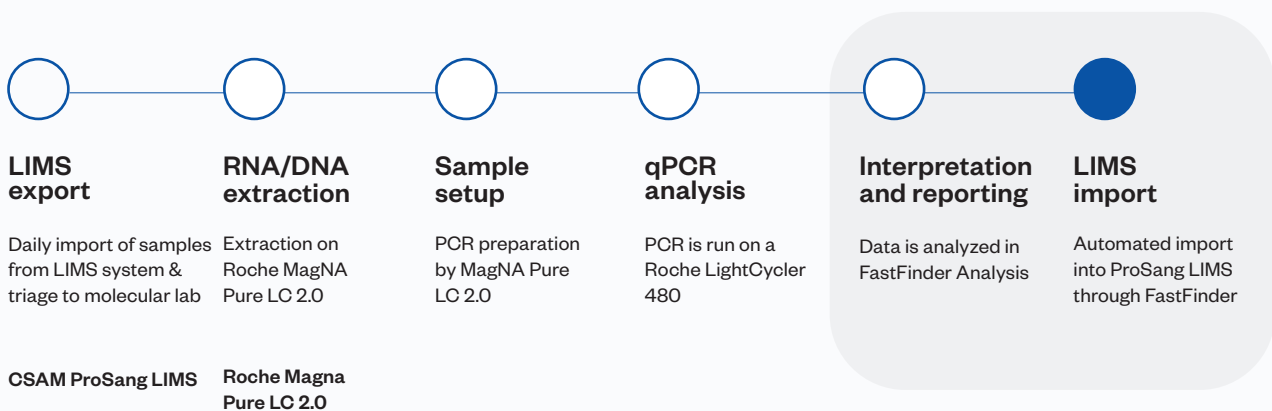 LIMS
export
Daily import of samples
from LIMS system &
triage to molecular lab
CSAM ProSang LIMS
RNA/DNA
extraction
Extraction on
Roche MagNA
Pure LC 2.0
Roche Magna
Pure LC 2.0
Sample
setup
PCR preparation
by MagNA Pure
LC 2.0
qPCR
analysis
PCR is run on a
Roche LightCycler
480
Interpretation
and reporting
Data is analyzed in
FastFinder Analysis
LIMS
import
Automated import
into ProSang LIMS
through FastFinder